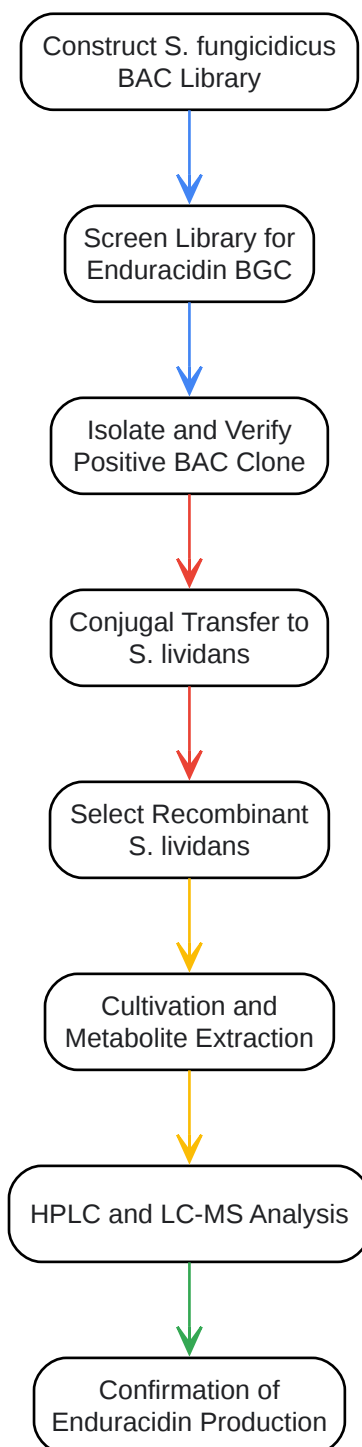 Construct S. fungicidicus
BAC Library
Screen Library for
Enduracidin BGC
Isolate and Verify
Positive BAC Clone
Conjugal Transfer to
S. lividans
Select Recombinant
S. lividans
Cultivation and
Metabolite Extraction
HPLC and LC-MS Analysis
Confirmation of
Enduracidin Production